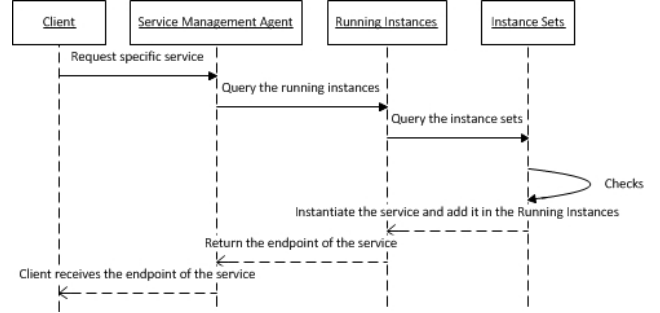 Client
Service Management Agent
Running Instances
Instance Sets
Request specific service
Query the running instances
Query the instance sets
Checks
Instantiate the service and add it in the Running Instances
Return the endpoint of the service
Client receives the endpoint of the service